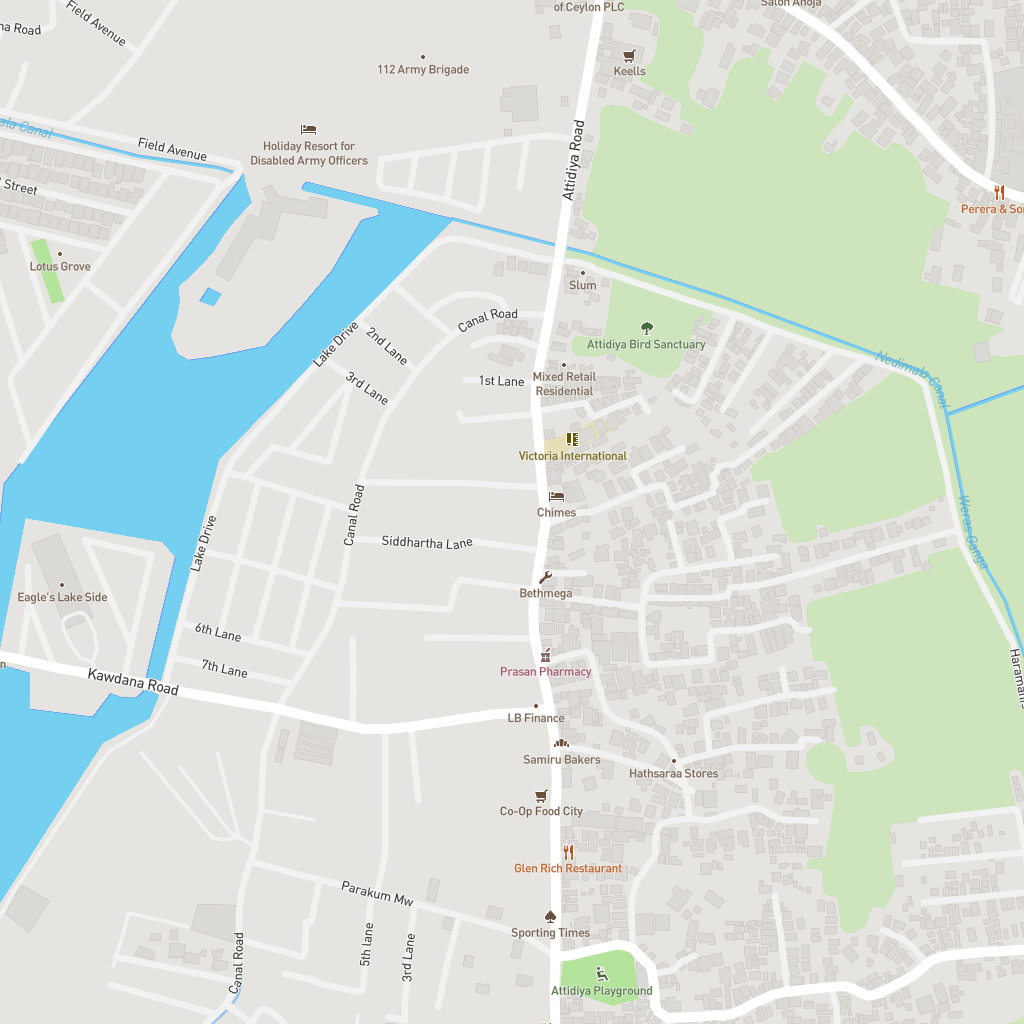 of Ceylon PLC
Salon Anoja
Field Avenue
Road
112 Army Brigade
Keells
Canal
Field Avenue
Holiday Resort for
Disabled Army Officers
Attidiya Road
Street
Perera &
Lotus Grove
Slum
Canal Road
Lake Drive
2nd Lane
Attidiya Bird Sanctuary
Nedimala Canal
3rd Lane
1st Lane
Mixed Retail
Residential
Victoria International
Chimes
Canal Road
Lake Drive
Siddhartha Lane
Weras Ganga
Eagle's Lake Side
Bethmega
6th Lane
7th Lane
Kawdana Road
Prasan Pharmacy
LB Finance
Samiru Bakers
Hathsaraa Stores
Co-Op Food City
Glen Rich Restaurant
Parakum Mw
Sporting Times
Canal Road
5th lane
3rd Lane
Attidiya Playground